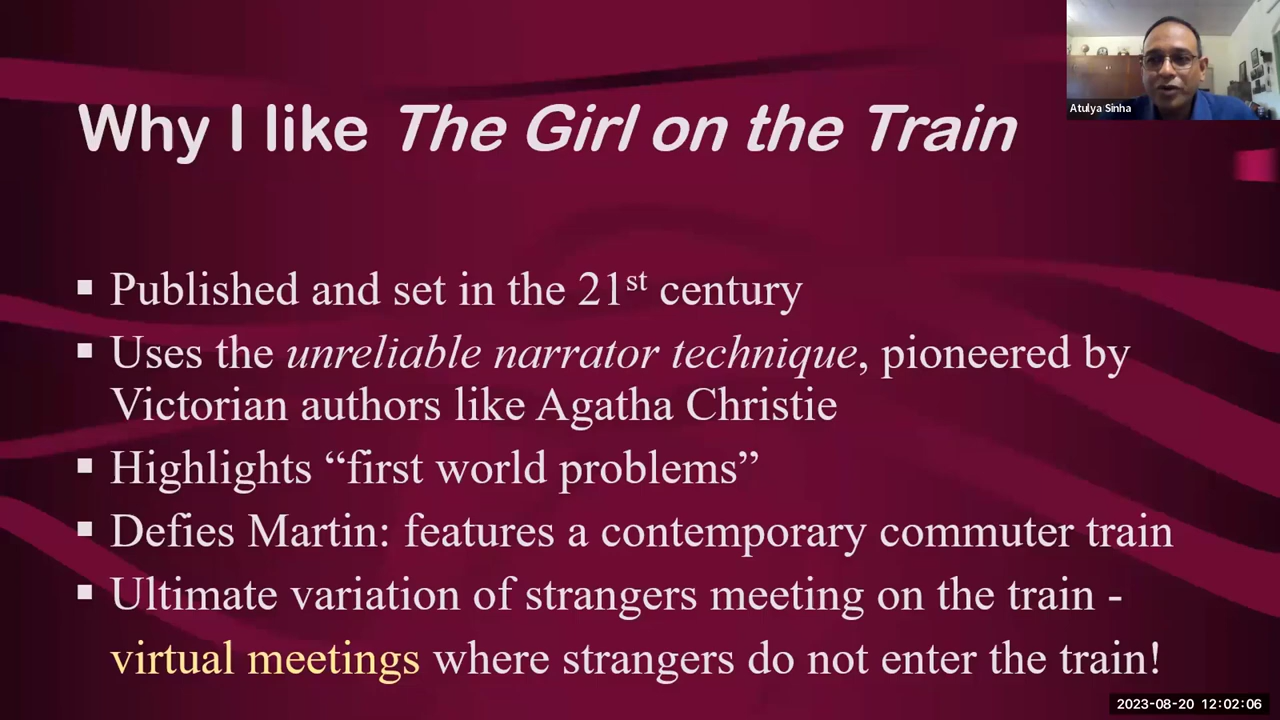 Atulya Sinha
Why I like The Girl on the Train
▪ Published and set in the 21st century
▪ Uses the unreliable narrator technique, pioneered by
Victorian authors like Agatha Christie
▪ Highlights “first world problems”
▪ Defies Martin: features a contemporary commuter train
▪ Ultimate variation of strangers meeting on the train -
virtual meetings where strangers do not enter the train!
2023-08-20 12:02:06